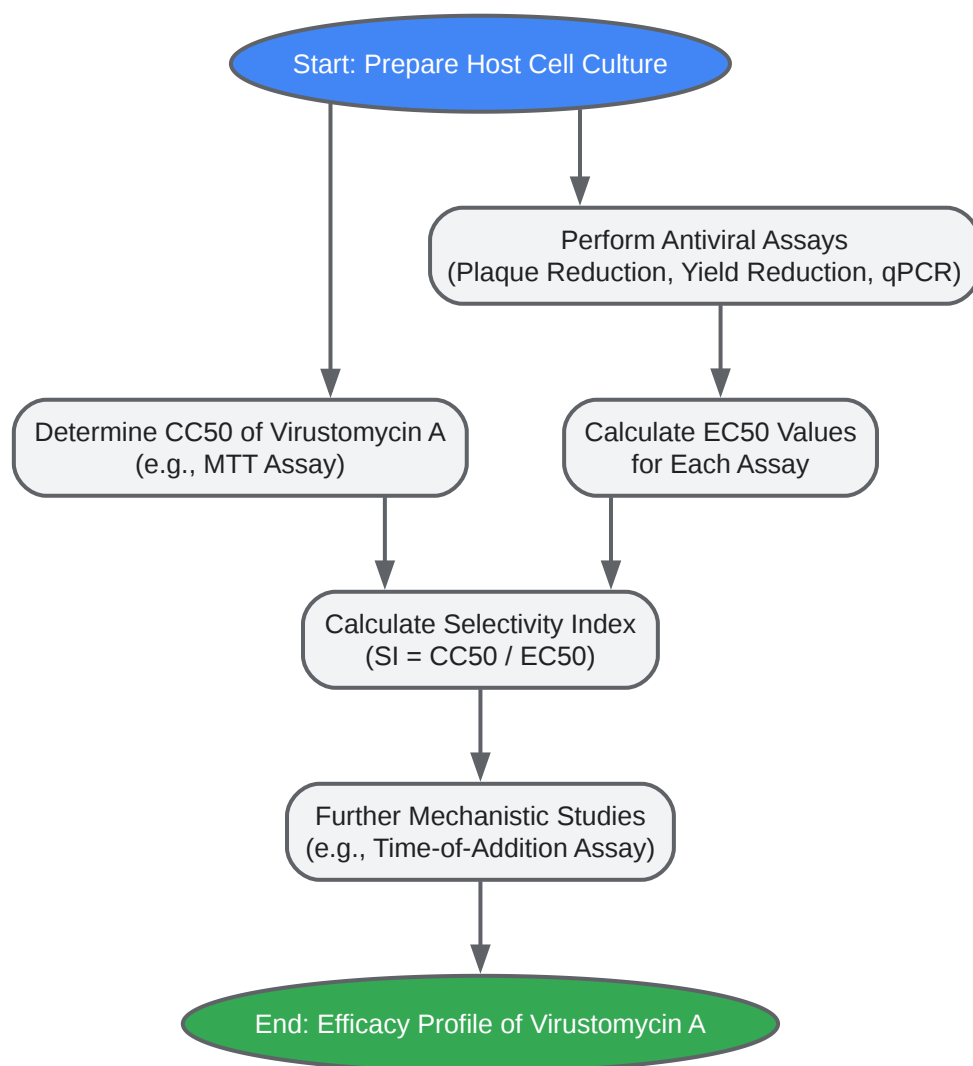 Start: Prepare Host Cell Culture
Perform Antiviral Assays
(Plaque Reduction, Yield Reduction, qPCR)
Determine CC50 of Virustomycin A
(e.g., MTT Assay)
Calculate EC50 Values
for Each Assay
Calculate Selectivity Index
(SI = CC50 / EC50)
Further Mechanistic Studies
(e.g., Time-of-Addition Assay)
End: Efficacy Profile of Virustomycin A